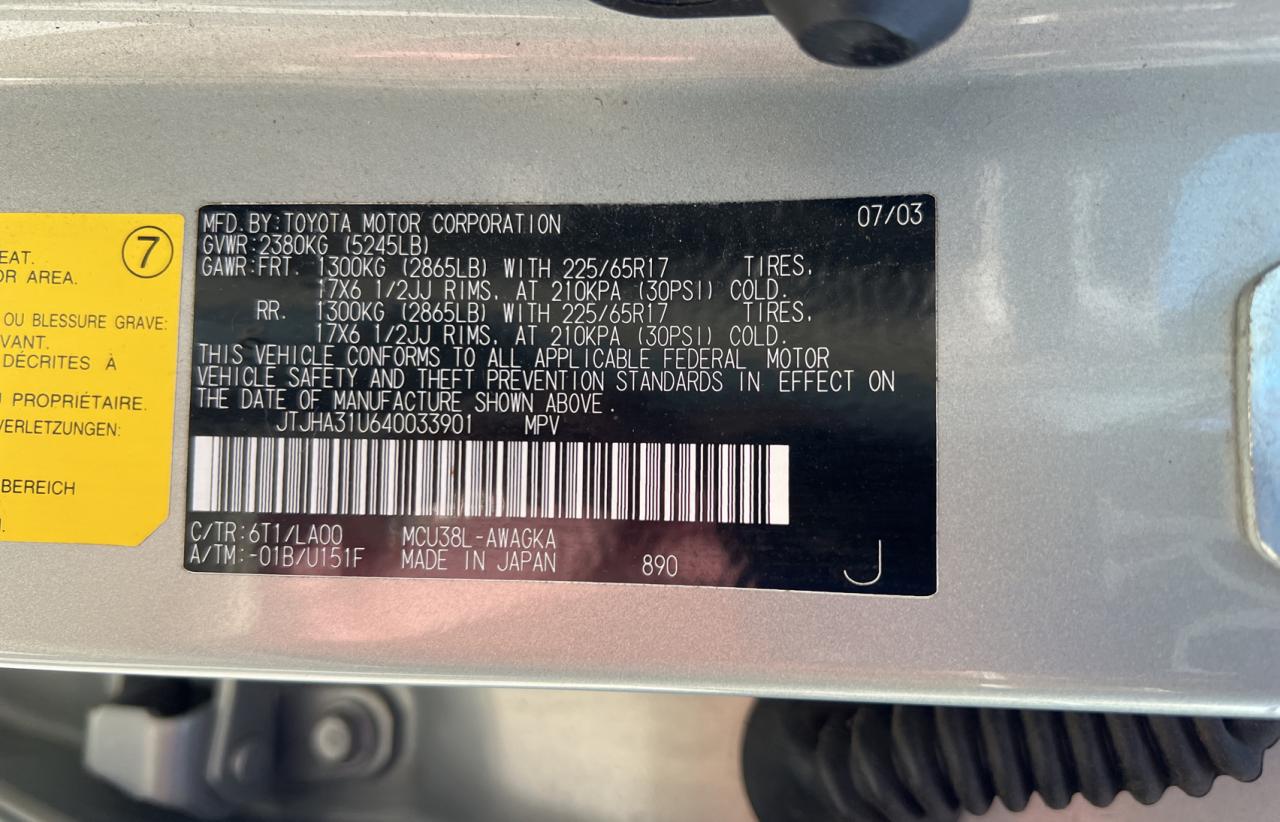 EAT.
OR AREA.
7
OU BLESSURE GRAVE:
VANT.
DÉCRITES À
PROPRIÉTAIRE.
VERLETZUNGEN:
BEREICH
MFD. BY: TOYOTA MOTOR CORPORATION 07/03
GVWR: 2380KG (5245LB)
GAWR: FRT. 1300KG (2865LB) WITH 225/65R17 TIRES,
17X6 1/2JJ RIMS, AT 210KPA (30PSI) COLD.
RR. 1300KG (2865LB) WITH 225/65R17 TIRES,
17X6 1/2JJ RIMS, AT 210KPA (30PSI) COLD.
THIS VEHICLE CONFORMS TO ALL APPLICABLE FEDERAL MOTOR
VEHICLE SAFETY AND THEFT PREVENTION STANDARDS IN EFFECT ON
THE DATE OF MANUFACTURE SHOWN ABOVE.
JTJHA31U640033901 MPV
C/TR: 6T1/LA00 MCU38L-AWAGKA
A/TM: -01B/U151F MADE IN JAPAN 890 J